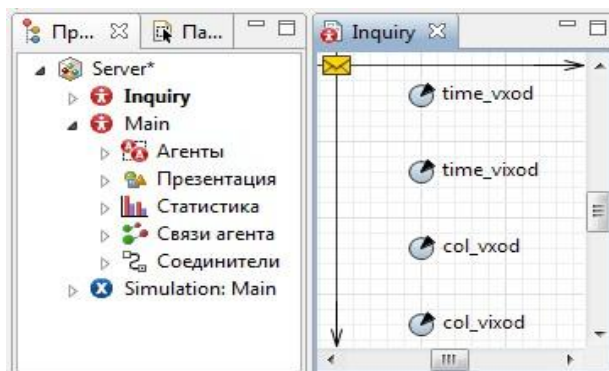 Пр...
Па...
Server*
Inquiry
Main
Агенты
Презентация
Статистика
Связи агента
Соединители
Simulation: Main
Inquiry
time_vxod
time_vixod
col_vxod
col_vixod